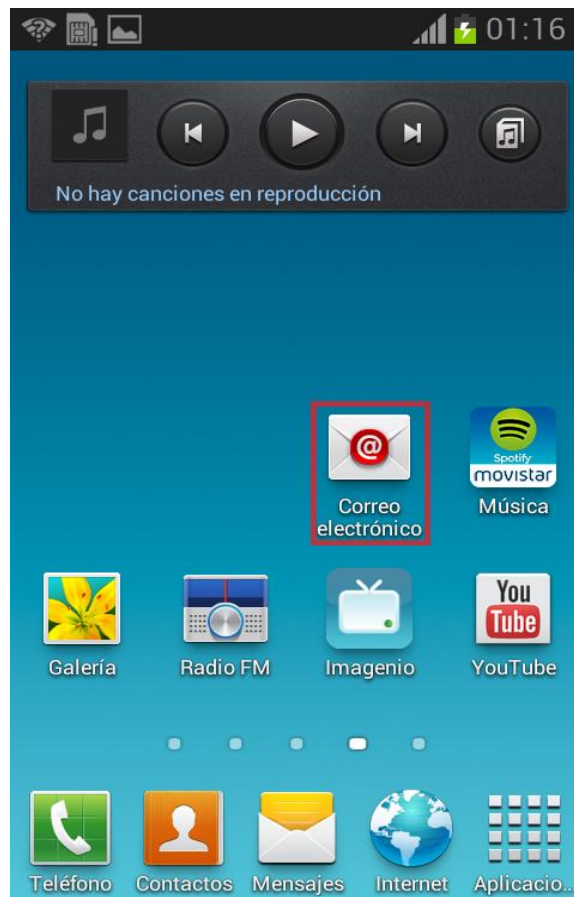 01:16
No hay canciones en reproducción
@
Spotify
movistar
Correo
electrónico
Música
You
Tube
Galería
Radio FM
Imagenio
YouTube
Teléfono
Contactos
Mensajes
Internet
Aplicacio...